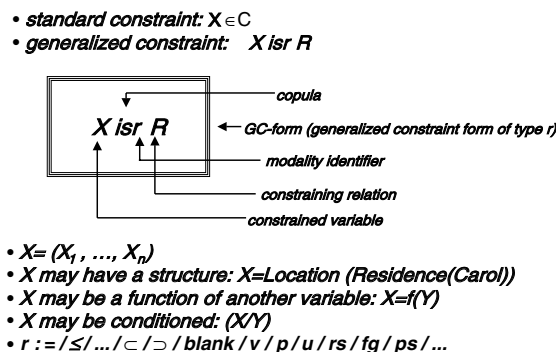 • standard constraint: X ∈ C
• generalized constraint: X isr R
copula
X isr R
GC-form (generalized constraint form of type r)
modality identifier
constraining relation
constrained variable
• X= (X1 , …, Xn)
• X may have a structure: X=Location (Residence(Carol))
• X may be a function of another variable: X=f(Y)
• X may be conditioned: (X/Y)
• r := / ≤ / ... / ⊂ / ⊃ / blank / v / p / u / rs / fg / ps / ...